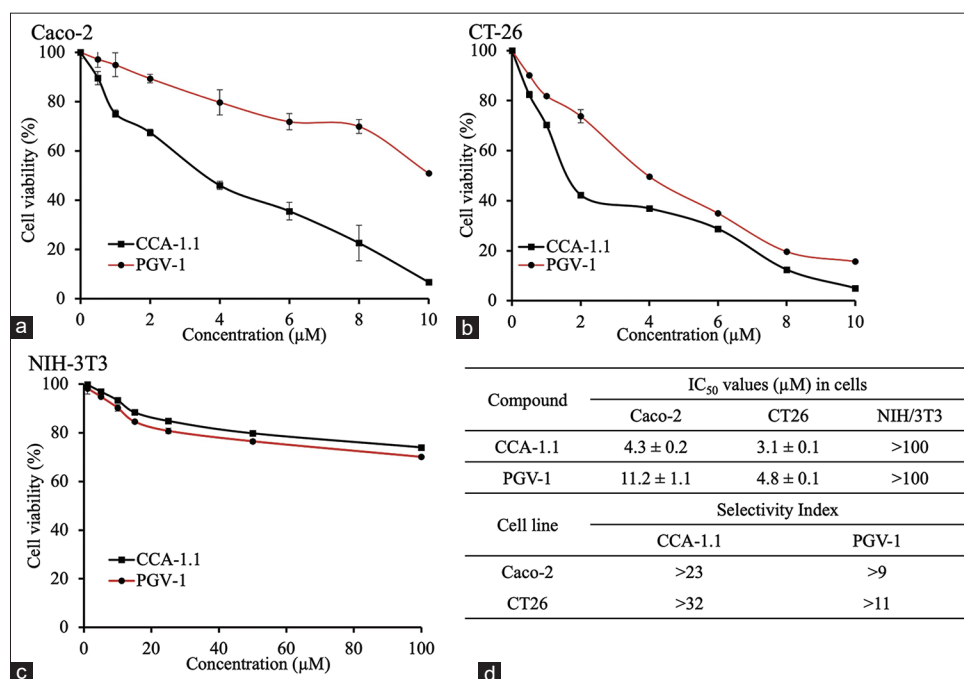 Caco-2
100
80
60
40
20
0
Cell viability (%)
CCA-1.1
PGV-1
0 2 4 6 8 10
Concentration (µM)
a
CT-26
100
80
60
40
20
0
Cell viability (%)
CCA-1.1
PGV-1
0 2 4 6 8 10
Concentration (µM)
b
NIH-3T3
100
80
60
40
20
0
Cell viability (%)
CCA-1.1
PGV-1
0 20 40 60 80 100
Concentration (µM)
c
Compound IC50 values (µM) in cells
Caco-2 CT26 NIH/3T3
CCA-1.1 4.3 ± 0.2 3.1 ± 0.1 >100
PGV-1 11.2 ± 1.1 4.8 ± 0.1 >100
Cell line Selectivity Index
CCA-1.1 PGV-1
Caco-2 >23 >9
CT26 >32 >11
d